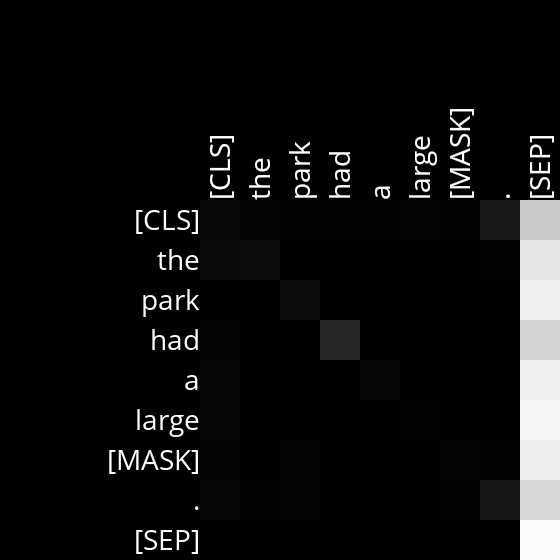 [CLS] the park had a large [MASK] . [SEP]
[CLS]
the
park
had
a
large
[MASK]
.
[SEP]